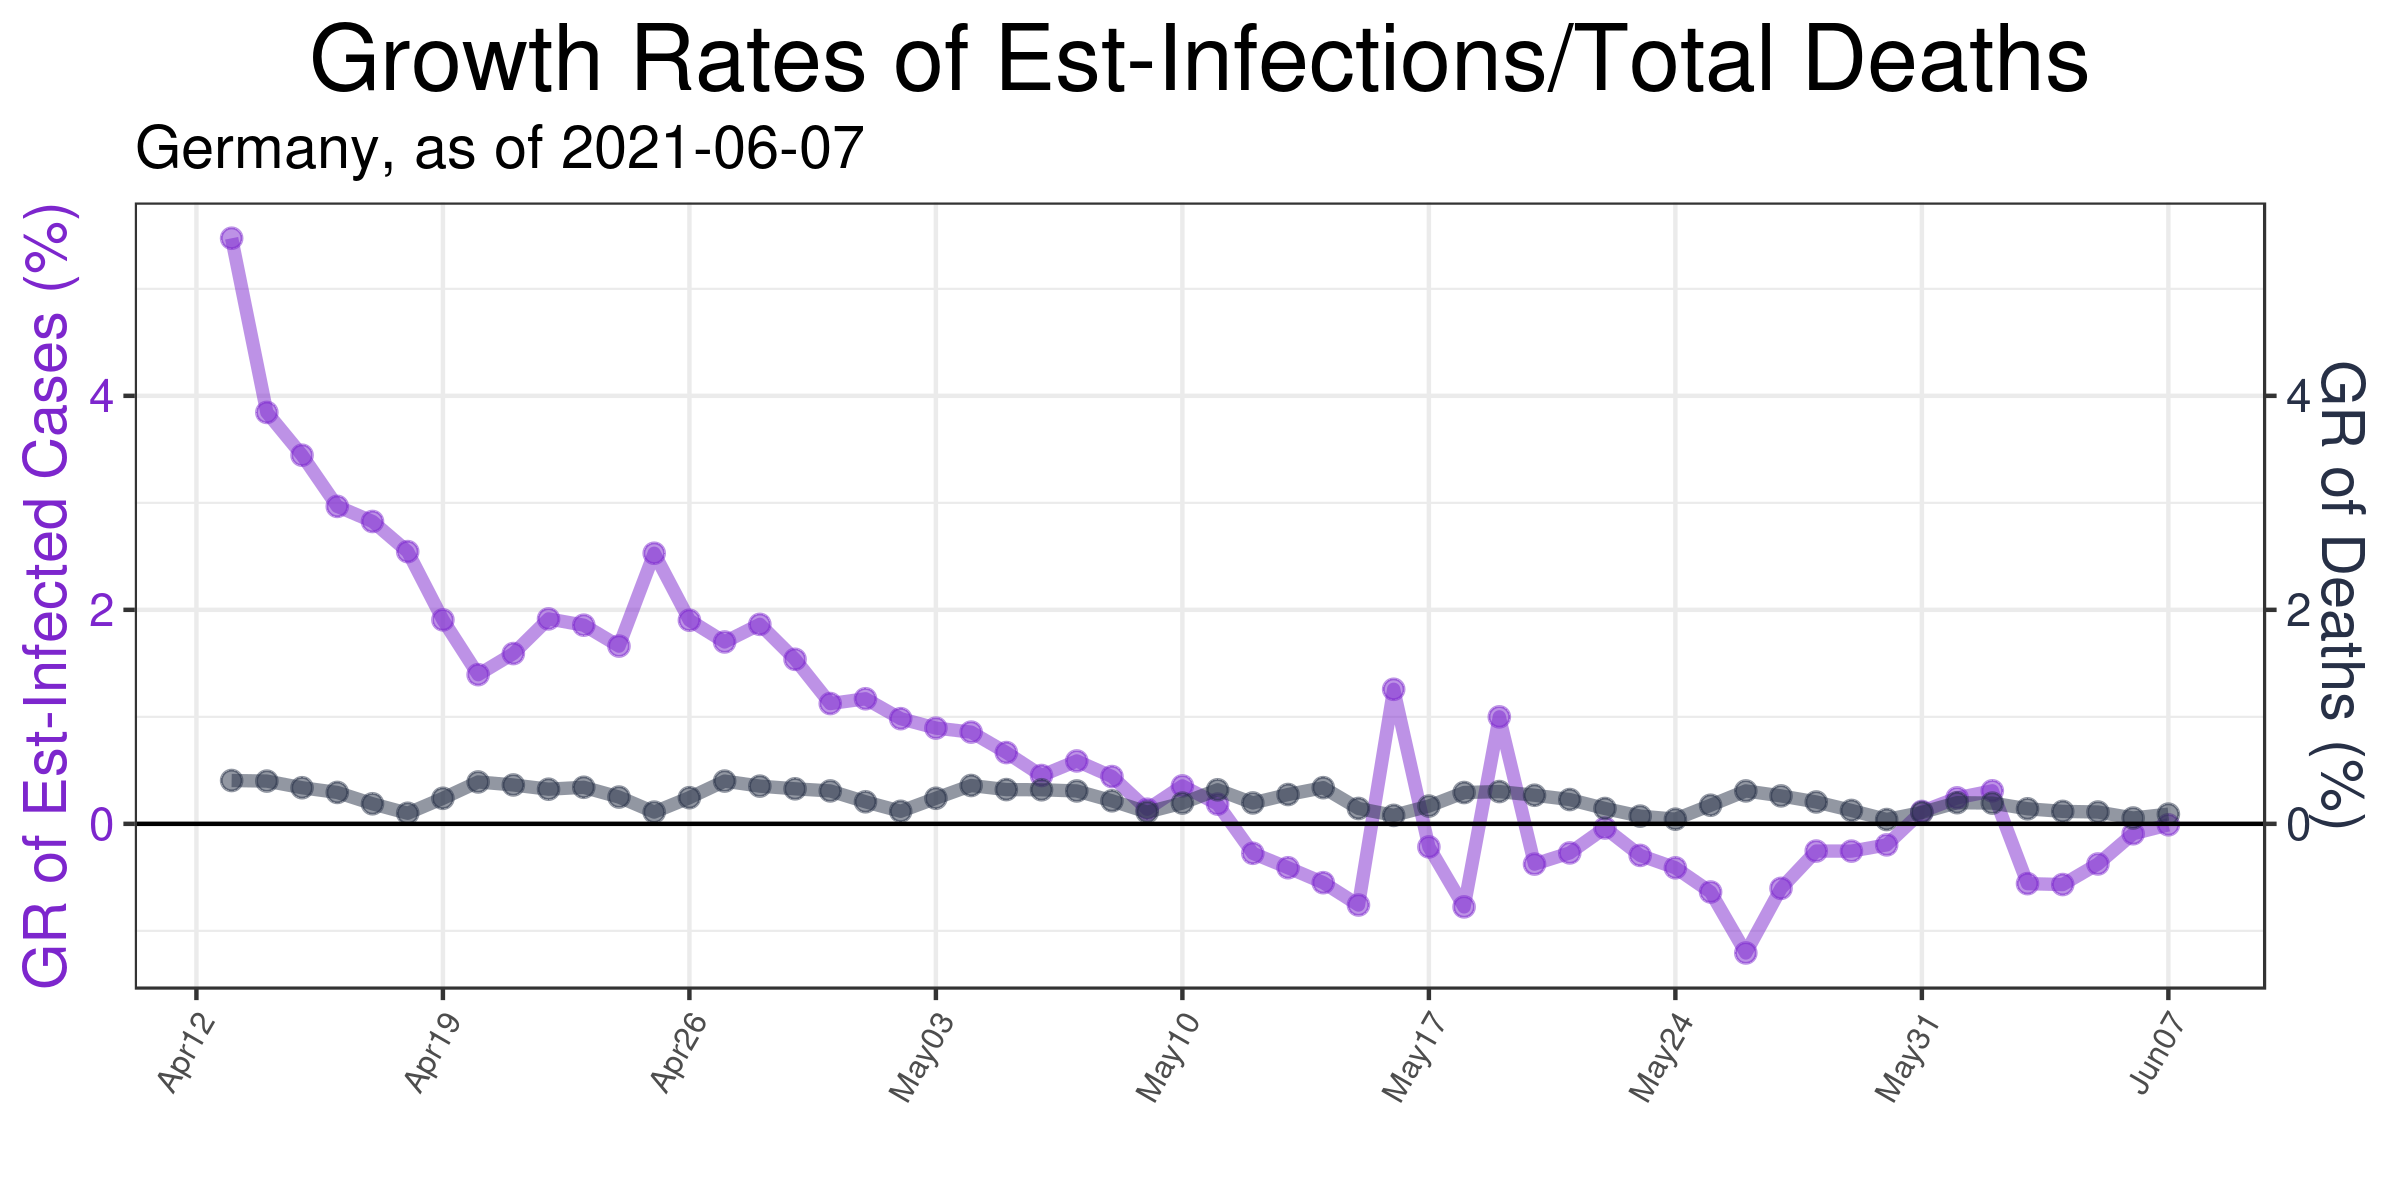 Growth Rates of Est-Infections/Total Deaths
Germany, as of 2021-06-07
GR of Est-Infected Cases (%)
4
2
0
4
2
0
GR of Deaths (%)
Apr12
Apr19
Apr26
May03
May10
May17
May24
May31
Jun07